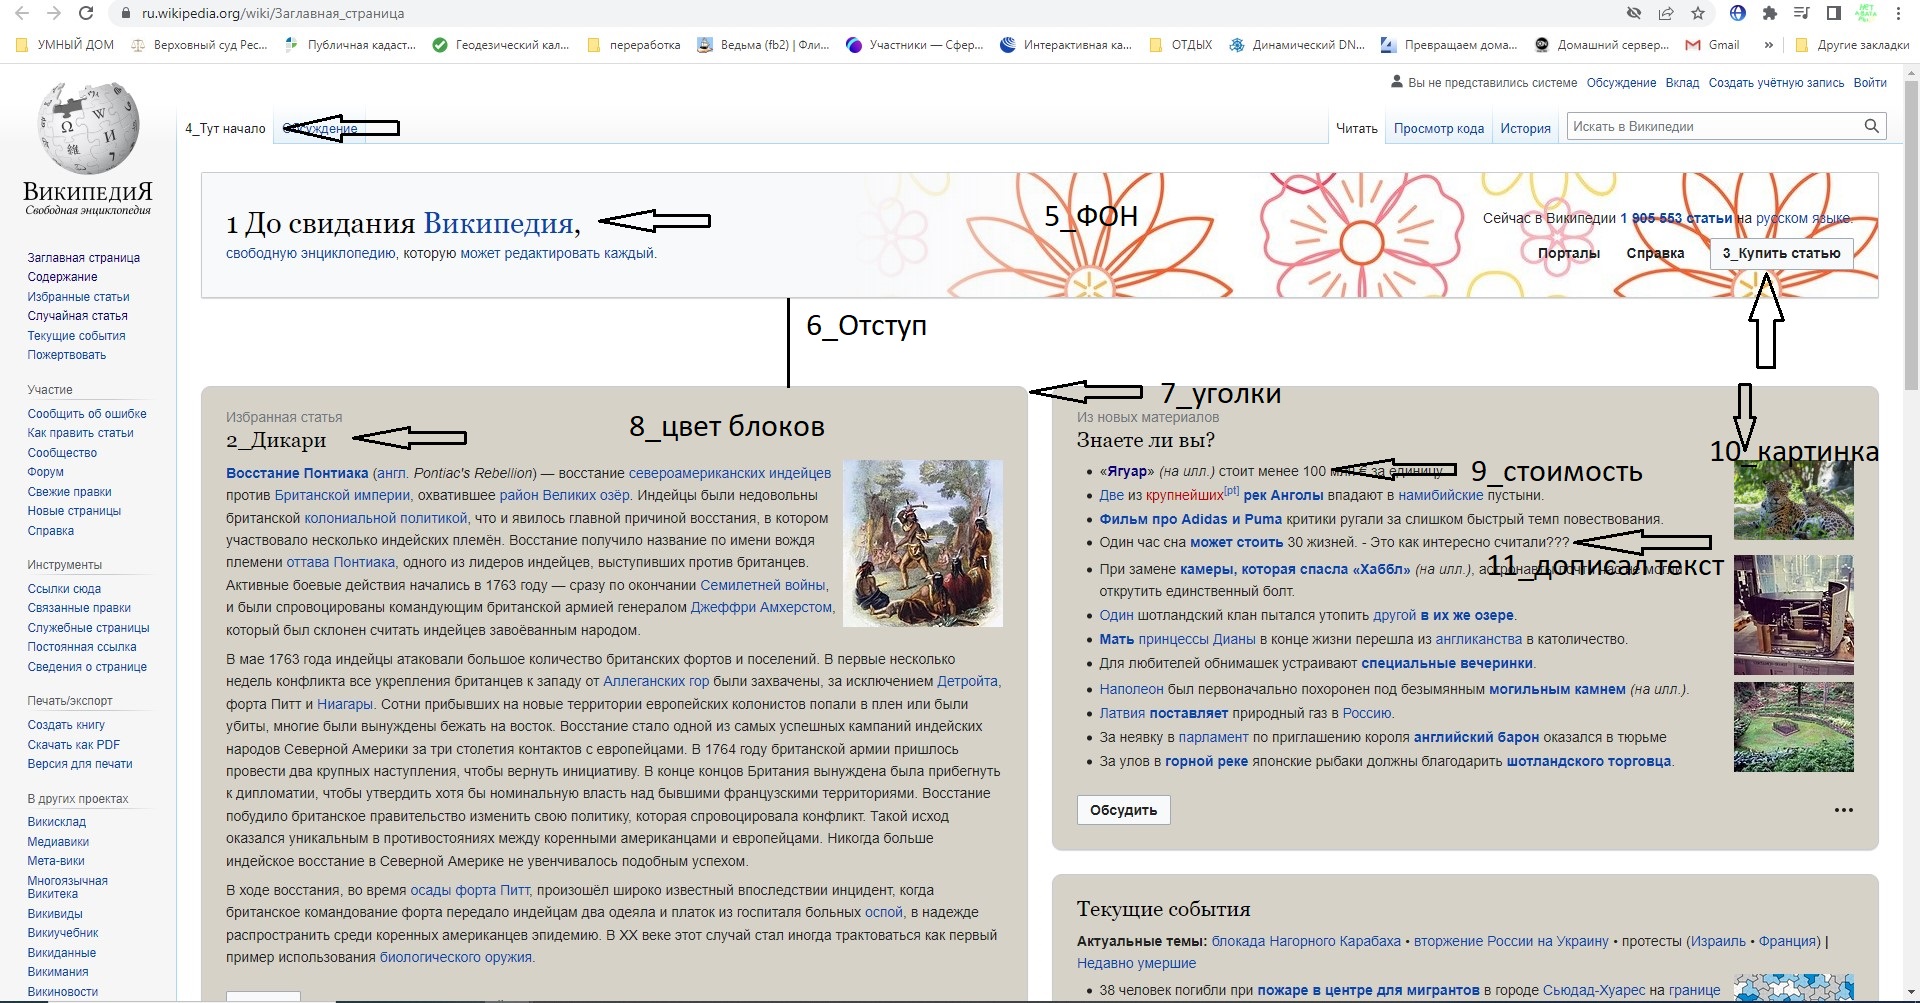 ru.wikipedia.org/wiki/Заглавная_страница
УМНЫЙ ДОМ
Верховный суд Рес...
Публичная кадаст...
Геодезический кал...
переработка
Ведьма (fb2) | Фли...
Участники — Сфер...
Интерактивная ка...
ОТДЫХ
Динамический DN...
Превращаем дома...
Домашний сервер...
Gmail
»
Другие закладки
Вы не представились системе
Обсуждение
Вклад
Создать учётную запись
Войти
4_Тут начало
Обсуждение
Читать
Просмотр кода
История
Искать в Википедии
ВИКИПЕДИЯ
Свободная энциклопедия
Заглавная страница
Содержание
Избранные статьи
Случайная статья
Текущие события
Пожертвовать
Участие
Сообщить об ошибке
Как править статьи
Сообщество
Форум
Свежие правки
Новые страницы
Справка
Инструменты
Ссылки сюда
Связанные правки
Служебные страницы
Постоянная ссылка
Сведения о странице
Печать/экспорт
Создать книгу
Скачать как PDF
Версия для печати
В других проектах
Викисклад
Медиавики
Мета-вики
Многоязычная
Викитека
Викивиды
Викиучебник
Викиданные
Викимания
Викиновости
1 До свидания Википедия,
свободную энциклопедию, которую может редактировать каждый.
5_ФОН
Сейчас в Википедии 1 905 553 статьи на русском языке.
Порталы
Справка
3_Купить статью
6_Отступ
7_уголки
8_цвет блоков
Избранная статья
2_Дикари
Восстание Понтиака (англ. Pontiac's Rebellion) — восстание североамериканских индейцев
против Британской империи, охватившее район Великих озёр. Индейцы были недовольны
британской колониальной политикой, что и явилось главной причиной восстания, в котором
участвовало несколько индейских племён. Восстание получило название по имени вождя
племени оттава Понтиака, одного из лидеров индейцев, выступивших против британцев.
Активные боевые действия начались в 1763 году — сразу по окончании Семилетней войны,
и были спровоцированы командующим британской армией генералом Джеффри Амхерстом,
который был склонен считать индейцев завоёванным народом.
В мае 1763 года индейцы атаковали большое количество британских фортов и поселений. В первые несколько
недель конфликта все укрепления британцев к западу от Аллеганских гор были захвачены, за исключением Детройта,
форта Питт и Ниагары. Сотни прибывших на новые территории европейских колонистов попали в плен или были
убиты, многие были вынуждены бежать на восток. Восстание стало одной из самых успешных кампаний индейских
народов Северной Америки за три столетия контактов с европейцами. В 1764 году британской армии пришлось
провести два крупных наступления, чтобы вернуть инициативу. В конце концов Британия вынуждена была прибегнуть
к дипломатии, чтобы утвердить хотя бы номинальную власть над бывшими французскими территориями. Восстание
побудило британское правительство изменить свою политику, которая спровоцировала конфликт. Такой исход
оказался уникальным в противостояниях между коренными американцами и европейцами. Никогда больше
индейское восстание в Северной Америке не увенчивалось подобным успехом.
В ходе восстания, во время осады форта Питт, произошёл широко известный впоследствии инцидент, когда
британское командование форта передало индейцам два одеяла и платок из госпиталя больных оспой, в надежде
распространить среди коренных американцев эпидемию. В XX веке этот случай стал иногда трактоваться как первый
пример использования биологического оружия.
Из новых материалов
Знаете ли вы?
10_картинка
«Ягуар» (на илл.) стоит менее 100 млн € за единицу.
9_стоимость
Две из крупнейших[pt] рек Анголы впадают в намибийские пустыни.
Фильм про Adidas и Puma критики ругали за слишком быстрый темп повествования.
Один час сна может стоить 30 жизней. - Это как интересно считали???
11_дописал текст
При замене камеры, которая спасла «Хаббл» (на илл.), астронавты почти час не могли
открутить единственный болт.
Один шотландский клан пытался утопить другой в их же озере.
Мать принцессы Дианы в конце жизни перешла из англиканства в католичество.
Для любителей обнимашек устраивают специальные вечеринки.
Наполеон был первоначально похоронен под безымянным могильным камнем (на илл.).
Латвия поставляет природный газ в Россию.
За неявку в парламент по приглашению короля английский барон оказался в тюрьме
За улов в горной реке японские рыбаки должны благодарить шотландского торговца.
Обсудить
Текущие события
Актуальные темы: блокада Нагорного Карабаха • вторжение России на Украину • протесты (Израиль • Франция) |
Недавно умершие
38 человек погибли при пожаре в центре для мигрантов в городе Сьюдад-Хуарес на границе